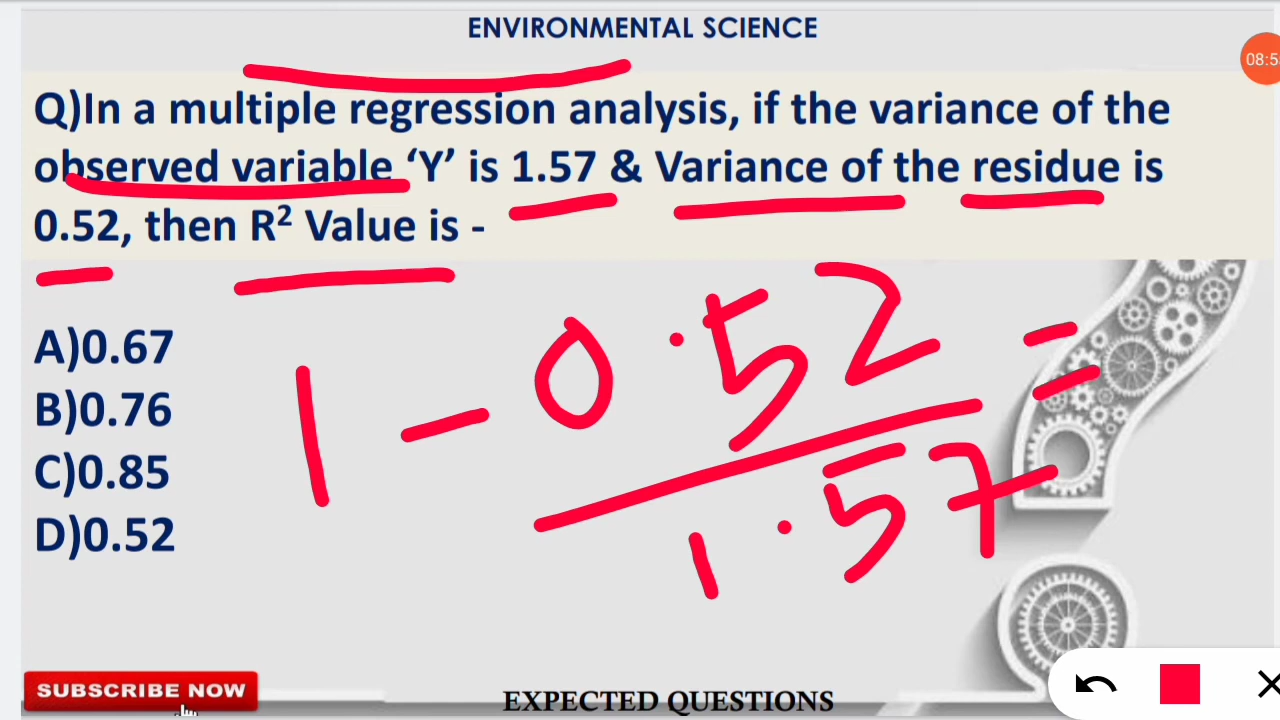 ENVIRONMENTAL SCIENCE
08:5
Q)In a multiple regression analysis, if the variance of the
observed variable ‘Y’ is 1.57 & Variance of the residue is
0.52, then R² Value is -
A)0.67
B)0.76
C)0.85
D)0.52
1 - 0.52 =
1.57
SUBSCRIBE NOW
EXPECTED QUESTIONS